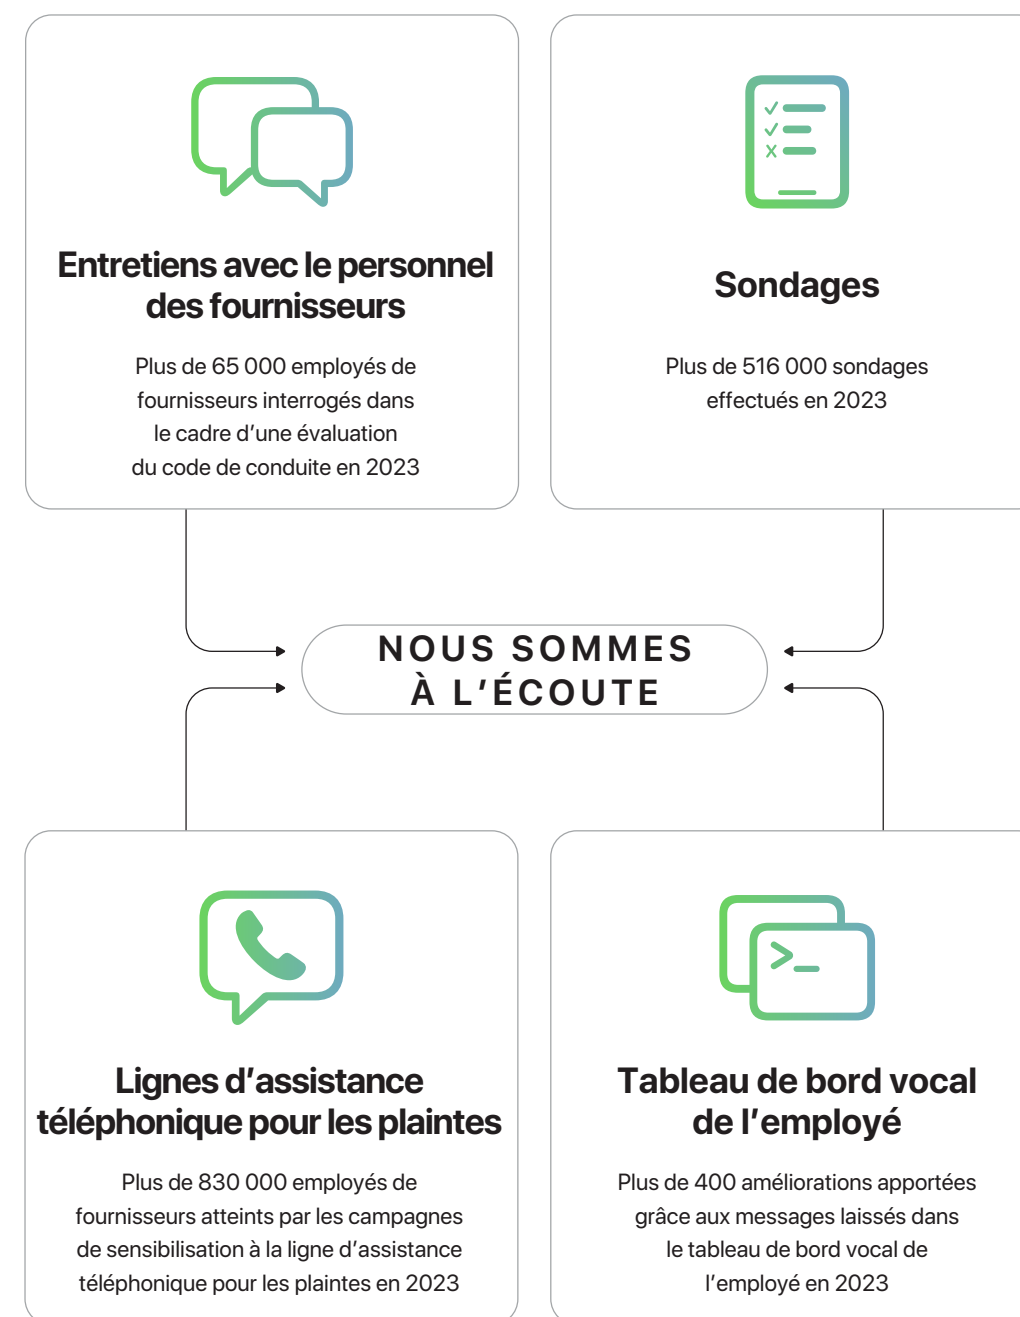 Entretiens avec le personnel
des fournisseurs
Plus de 65 000 employés de
fournisseurs interrogés dans
le cadre d’une évaluation
du code de conduite en 2023
Sondages
Plus de 516 000 sondages
effectués en 2023
NOUS SOMMES
À L’ÉCOUTE
Lignes d’assistance
téléphonique pour les plaintes
Plus de 830 000 employés de
fournisseurs atteints par les campagnes
de sensibilisation à la ligne d’assistance
téléphonique pour les plaintes en 2023
Tableau de bord vocal
de l’employé
Plus de 400 améliorations apportées
grâce aux messages laissés dans
le tableau de bord vocal de
l’employé en 2023